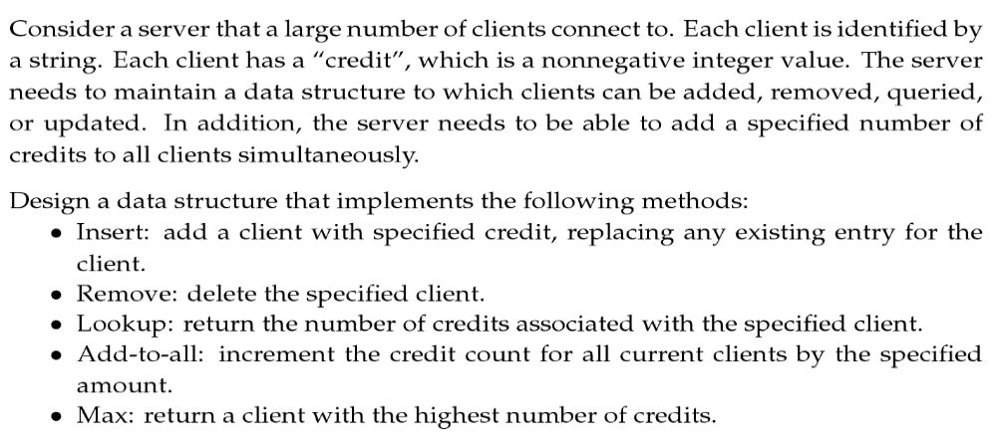 Consider a server that a large number of clients connect to. Each client is identified by
a string. Each client has a “credit”, which is a nonnegative integer value. The server
needs to maintain a data structure to which clients can be added, removed, queried,
or updated. In addition, the server needs to be able to add a specified number of
credits to all clients simultaneously.
Design a data structure that implements the following methods:
• Insert: add a client with specified credit, replacing any existing entry for the
client.
• Remove: delete the specified client.
• Lookup: return the number of credits associated with the specified client.
• Add-to-all: increment the credit count for all current clients by the specified
amount.
• Max: return a client with the highest number of credits.